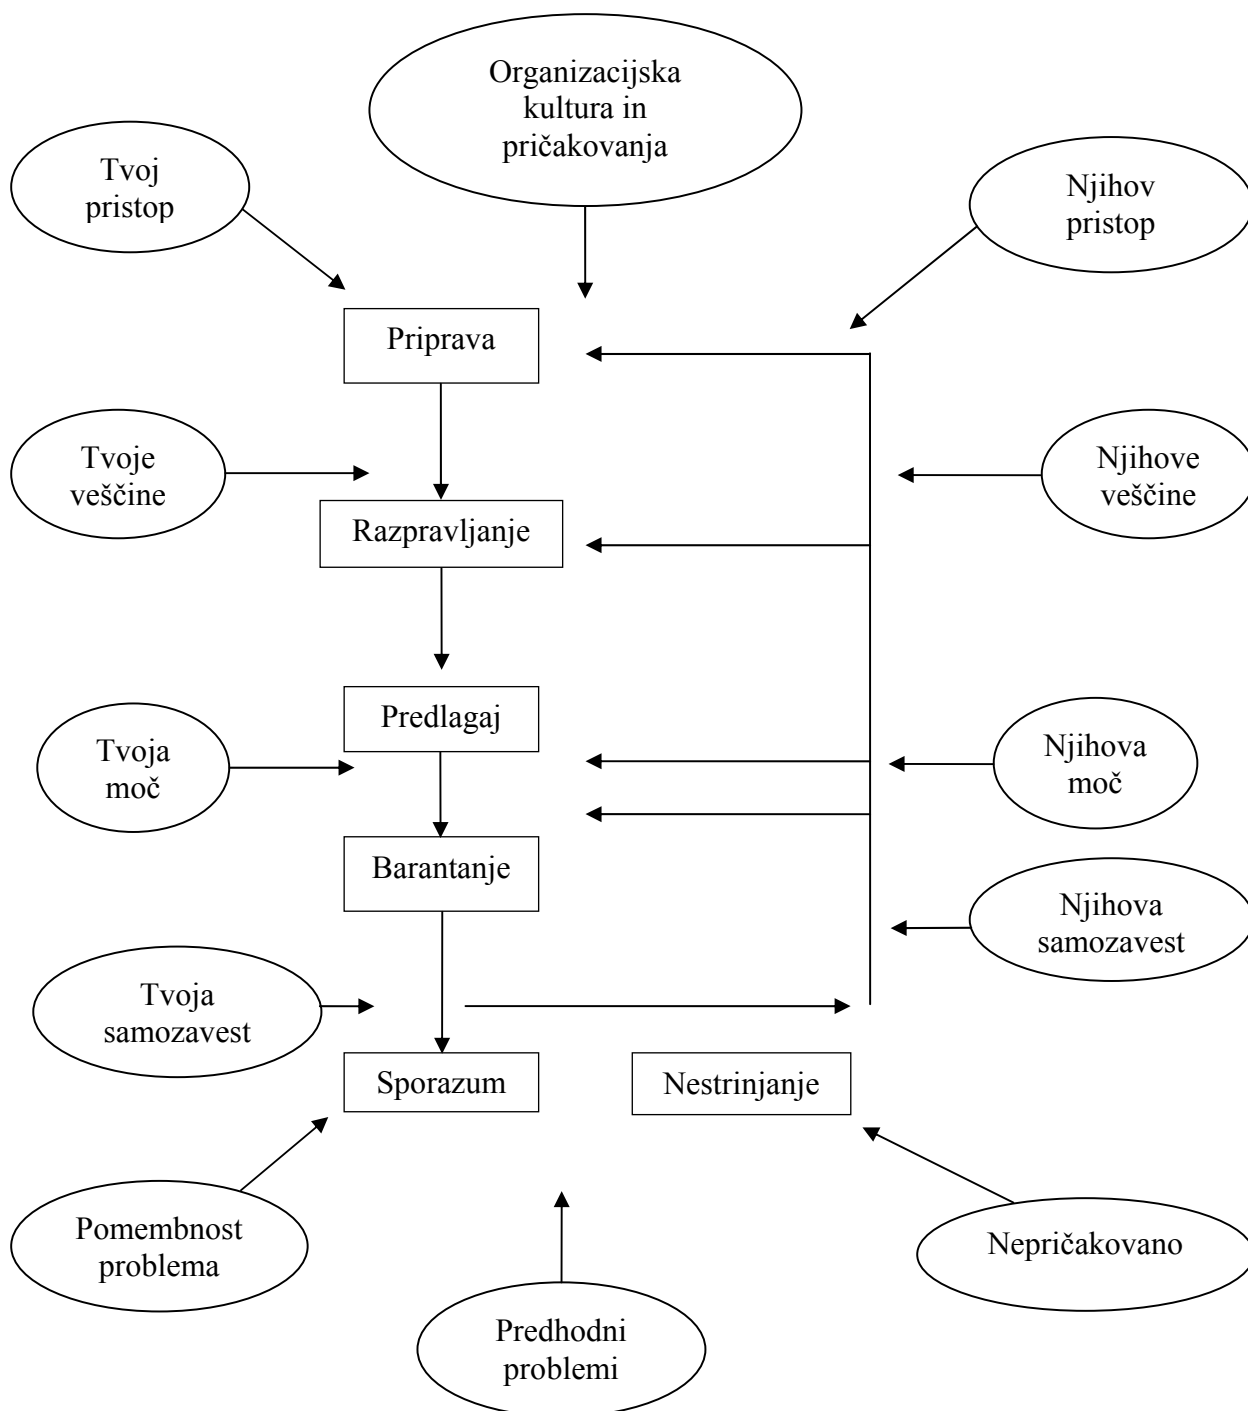 Organizacijska
kultura in
pričakovanja
Tvoj
pristop
Njihov
pristop
Priprava
Tvoje
veščine
Njihove
veščine
Razpravljanje
Predlagaj
Tvoja
moč
Njihova
moč
Barantanje
Njihova
samozavest
Tvoja
samozavest
Sporazum
Nestrinjanje
Pomembnost
problema
Nepričakovano
Predhodni
problemi